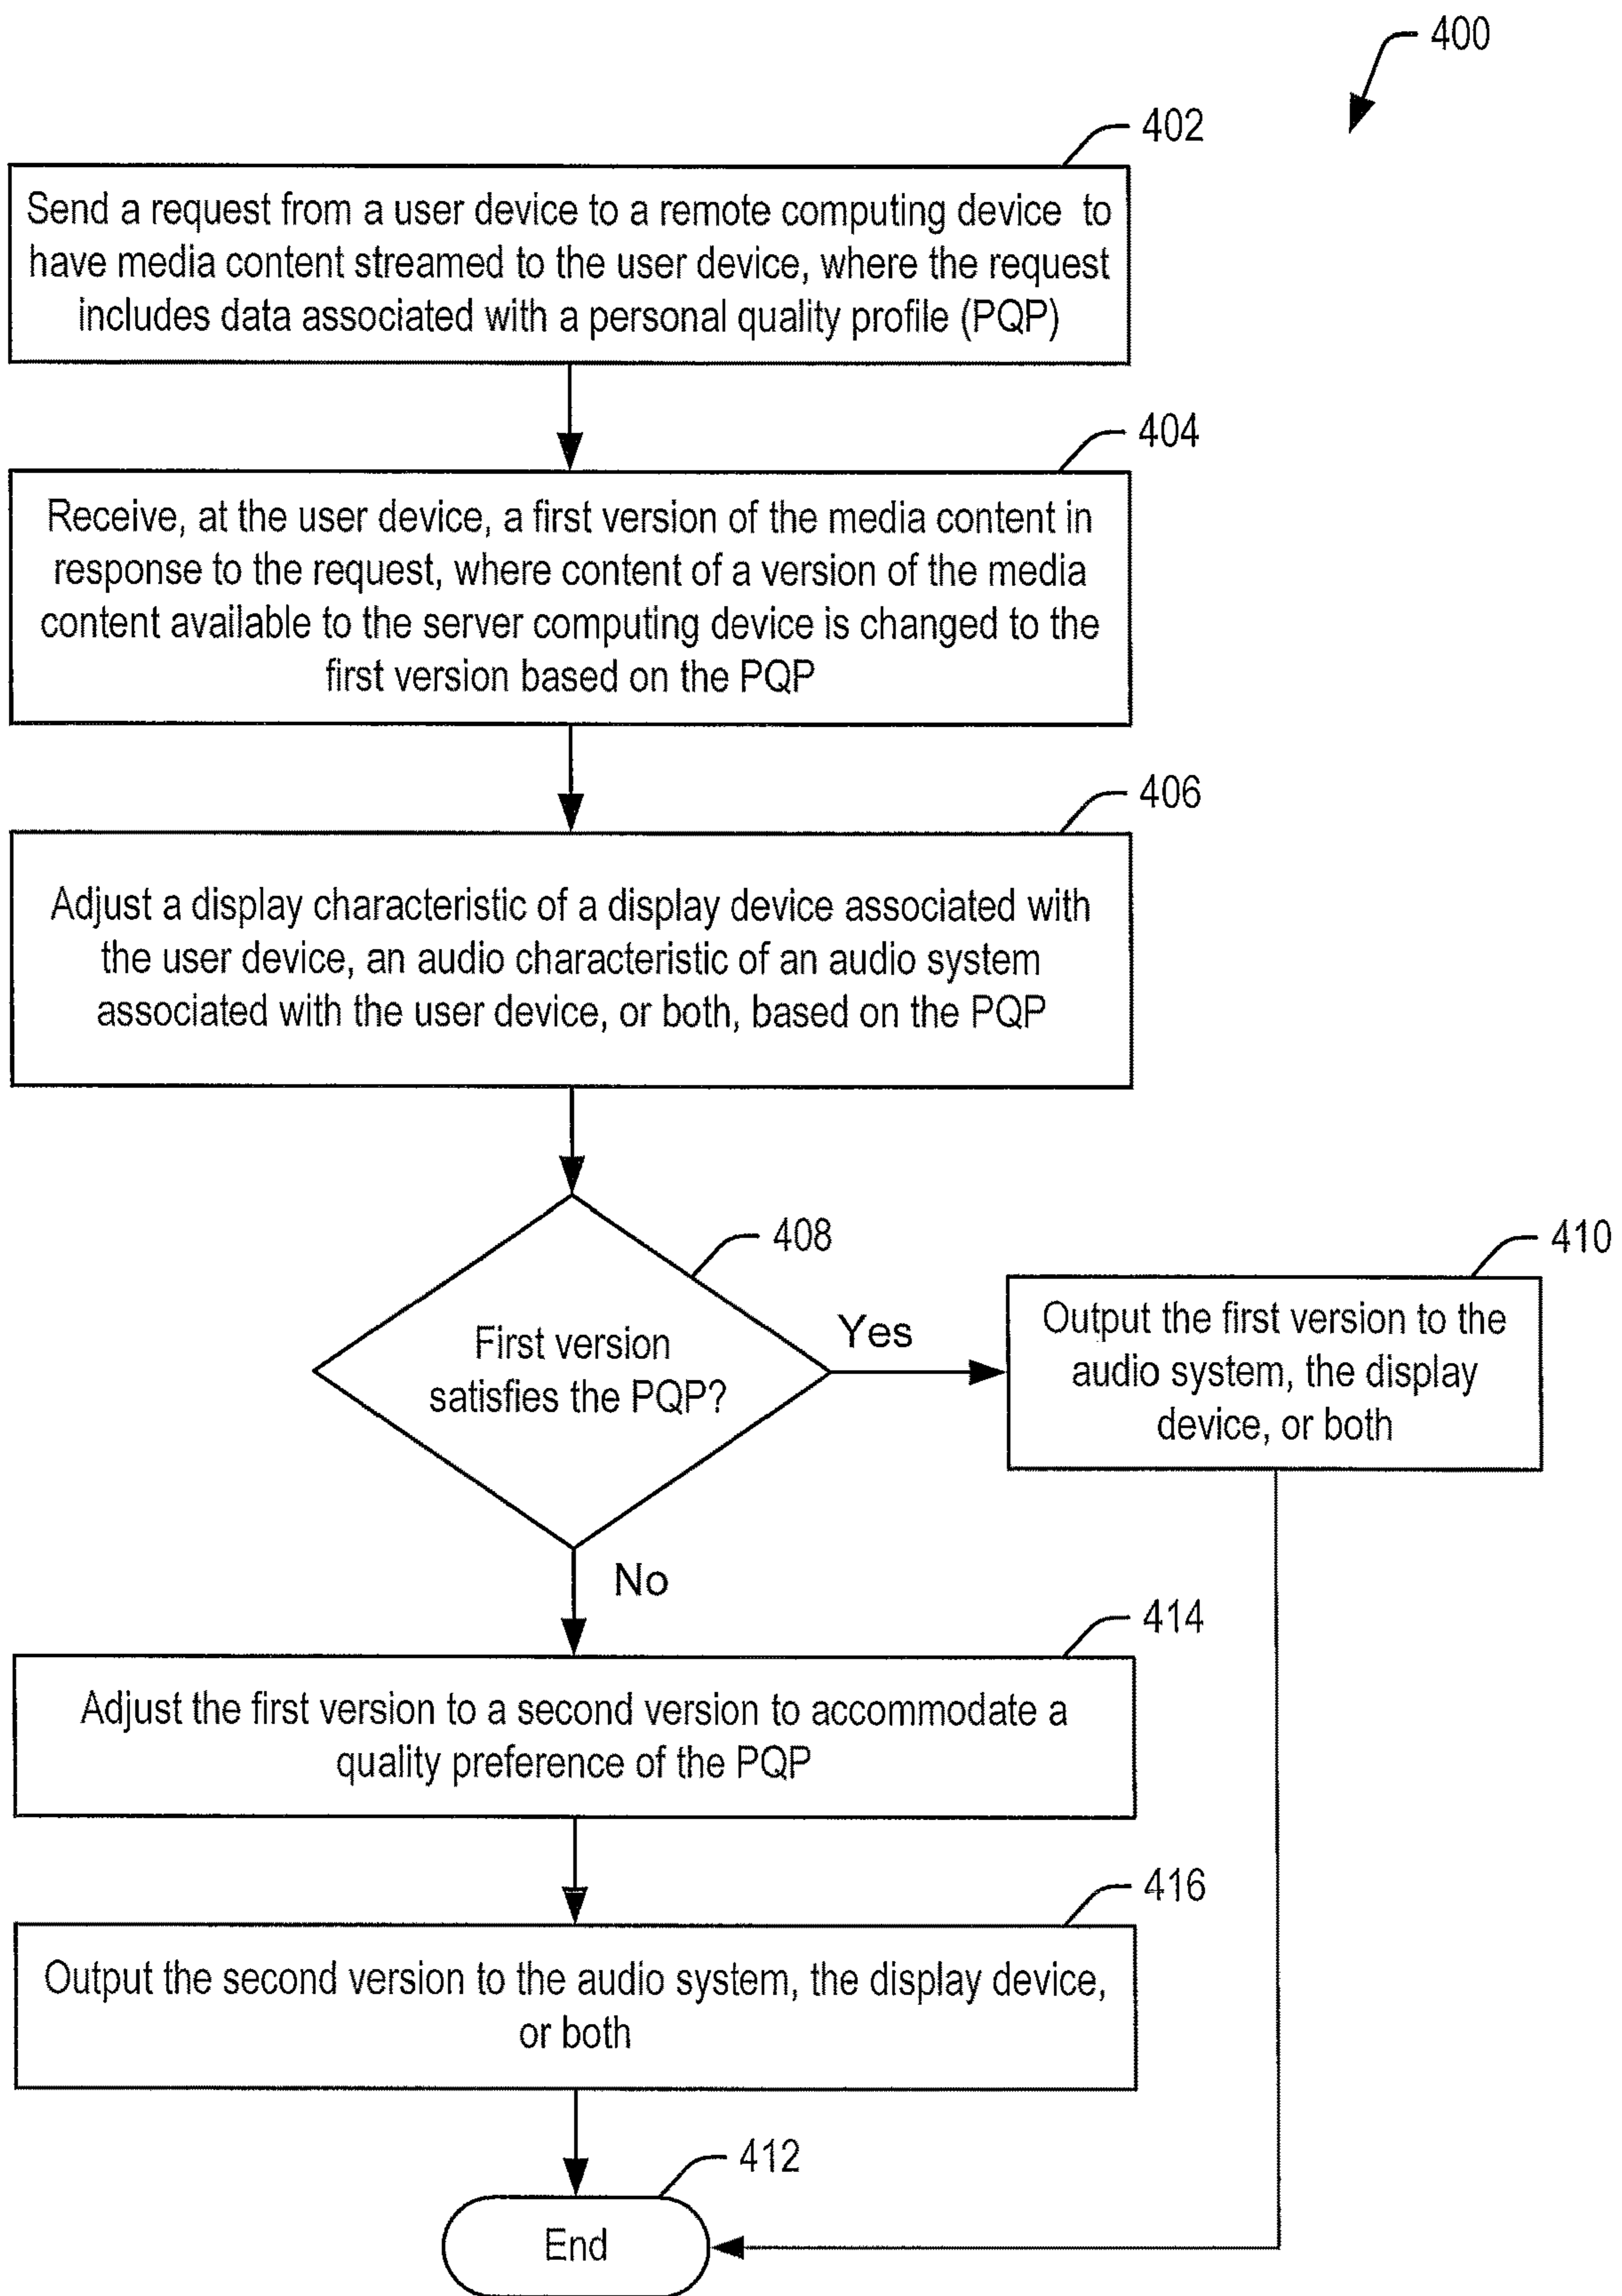 400
402
Send a request from a user device to a remote computing device to
have media content streamed to the user device, where the request
includes data associated with a personal quality profile (PQP)
404
Receive, at the user device, a first version of the media content in
response to the request, where content of a version of the media
content available to the server computing device is changed to the
first version based on the PQP
406
Adjust a display characteristic of a display device associated with
the user device, an audio characteristic of an audio system
associated with the user device, or both, based on the PQP
408
First version
satisfies the PQP?
Yes
410
Output the first version to the
audio system, the display
device, or both
No
414
Adjust the first version to a second version to accommodate a
quality preference of the PQP
416
Output the second version to the audio system, the display device,
or both
412
End